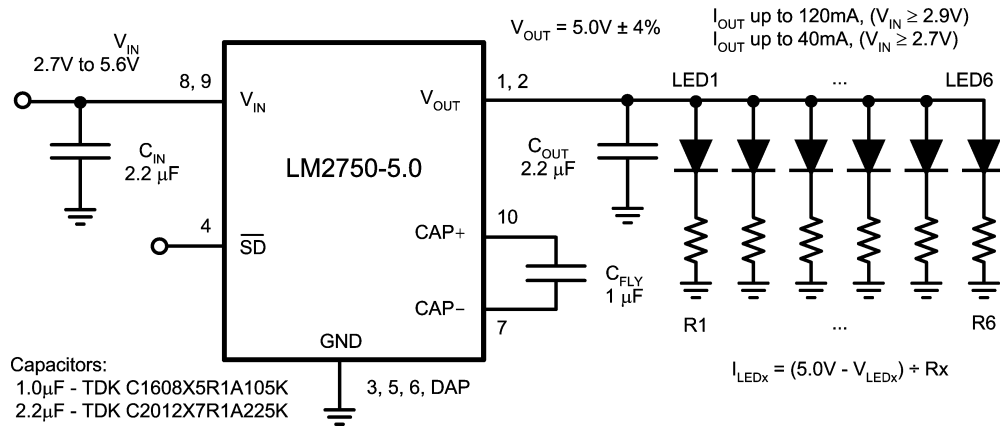 V_OUT = 5.0V ± 4%
I_OUT up to 120mA, (V_IN ≥ 2.9V)
I_OUT up to 40mA, (V_IN ≥ 2.7V)
V_IN
2.7V to 5.6V
8, 9
1, 2
LED1
...
LED6
V_IN
V_OUT
C_IN
2.2 µF
LM2750-5.0
C_OUT
2.2 µF
4
SD
10
CAP+
C_FLY
1 µF
CAP−
7
R1
...
R6
GND
3, 5, 6, DAP
I_LEDx = (5.0V - V_LEDx) ÷ Rx
Capacitors:
1.0µF - TDK C1608X5R1A105K
2.2µF - TDK C2012X7R1A225K